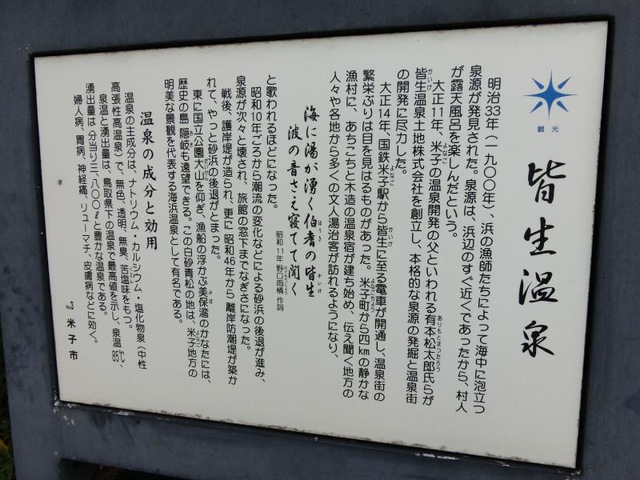 観光
皆生温泉
明治33年(一九〇〇年)、浜の漁師たちによって海中に泡立つ
泉源が発見された。泉源は、浜辺のすぐ近くであったから、村人
が露天風呂を楽しんだという。
大正11年、米子の温泉開発の父といわれる有本松太郎氏らが
皆生温泉土地株式会社を創立し、本格的な泉源の発掘と温泉街
の開発に尽力した。
大正14年、国鉄米子駅から皆生に至る電車が開通し、温泉街の
繁栄ぶりは目を見はるものがあった。米子町から四kmの静かな
漁村に、あちこちと木造の温泉宿が建ち始め、伝え聞く地方の
人々や各地から多くの文人湯治客が訪れるようになり、
海に湯が湧く伯耆の皆生
波の音さえ寝てて聞く
昭和11年 野口雨情 作詞
と歌われるほどになった。
昭和10年ごろから潮流の変化などによる砂浜の後退が進み、
泉源が次々と壊され、旅館の窓下までなぎさになった。
戦後、護岸堤が造られ、更に昭和46年から離岸防潮堤が築か
れて、やっと砂浜の後退がとまった。
東に国立公園大山を仰ぎ、漁船の浮かぶ美保湾のかなたには、
歴史の島 隠岐も遠望できる。この白砂青松の地は、米子地方の
明美な景観を代表する海浜温泉として有名である。
温泉の成分と効用
温泉の主成分は、ナトリウム・カルシウム・塩化物泉(中性
高張性高温泉)で、無色、透明、無臭、苦塩味をもつ。
泉温と湧出量は、鳥取県下の温泉で最高値を示し、泉温85℃、
湧出量は一分当り三、八〇〇ℓと豊かな温泉である。
婦人病、胃病、神経痛、リューマチ、皮膚病などに効く。
米子市